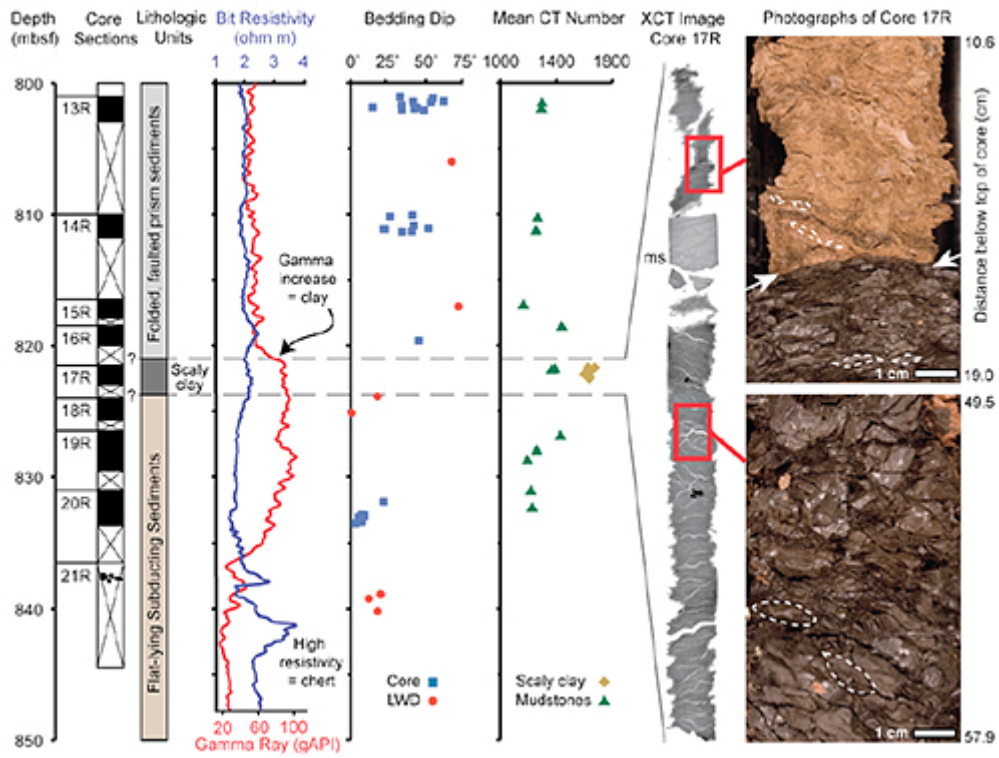 Depth (mbsf)
Core Sections
Lithologic Units
Bit Resistivity (ohm m)
Bedding Dip
Mean CT Number
XCT Image Core 17R
Photographs of Core 17R
1 2 3 4
0 25 50 75°
1000 1400 1800
800
810
820
830
840
850
13R
14R
15R
16R
17R
18R
19R
20R
21R
Folded, faulted prism sediments
?
Scaly clay
?
Flat-lying Subducting Sediments
Gamma increase = clay
High resistivity = chert
20 60 100
Gamma Ray (gAPI)
Core
LWD
Scaly clay
Mudstones
ms
10.6
Distance below top of core (cm)
1 cm
19.0
49.5
1 cm
57.9